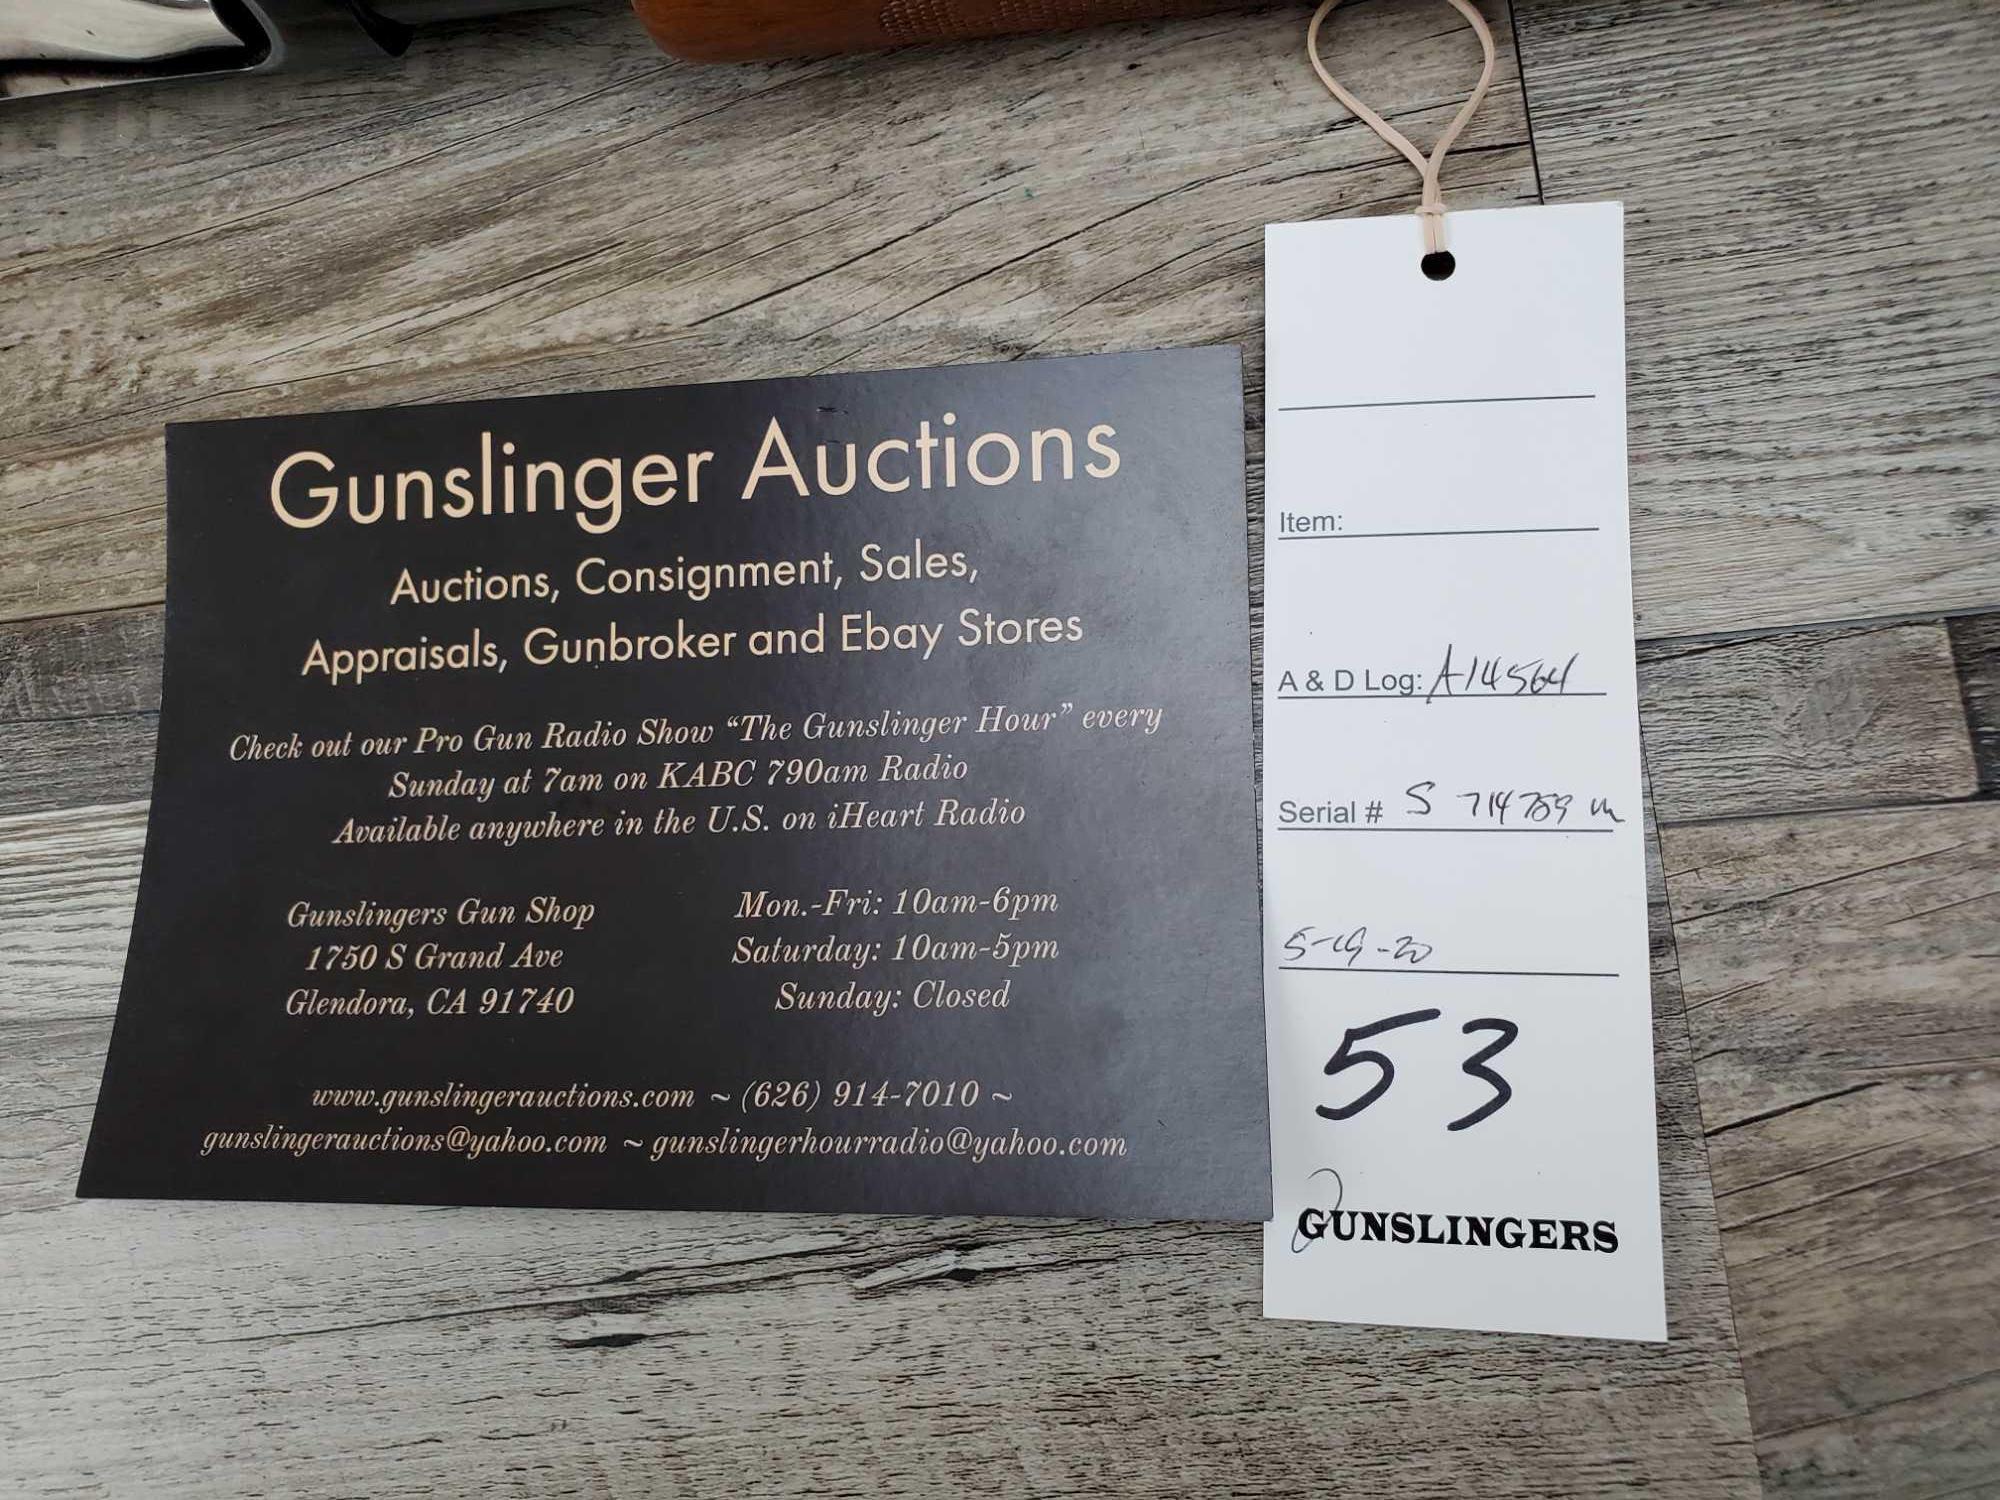 Gunslinger Auctions
Auctions, Consignment, Sales,
Appraisals, Gunbroker and Ebay Stores
Check out our Pro Gun Radio Show “The Gunslinger Hour” every
Sunday at 7am on KABC 790am Radio
Available anywhere in the U.S. on iHeart Radio
Gunslingers Gun Shop
1750 S Grand Ave
Glendora, CA 91740
Mon.-Fri: 10am-6pm
Saturday: 10am-5pm
Sunday: Closed
www.gunslingerauctions.com ~ (626) 914-7010 ~
gunslingerauctions@yahoo.com ~ gunslingerhourradio@yahoo.com
Item:
A & D Log: A14564
Serial # S 714789 m
5-19-20
53
GUNSLINGERS